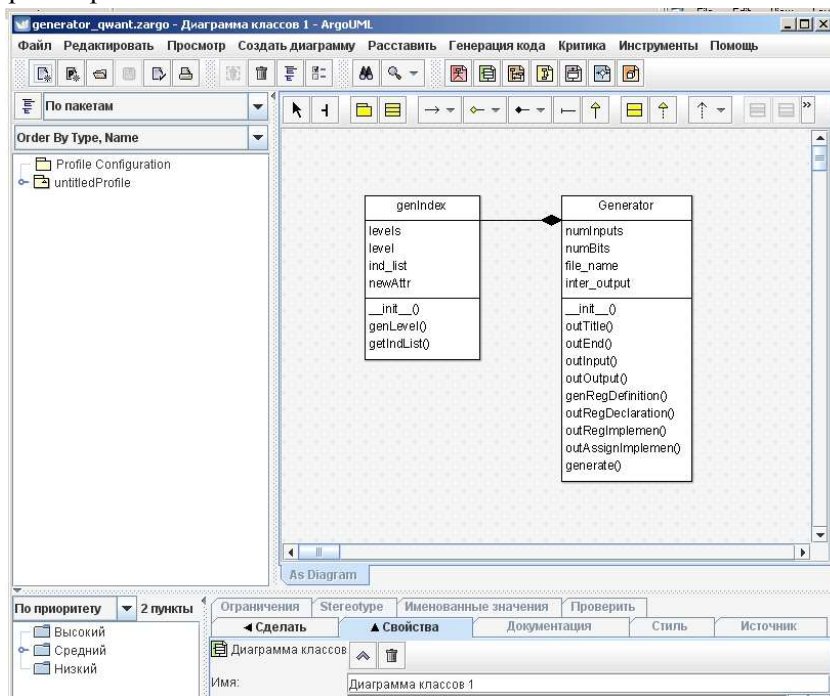 generator_qwant.zargo - Диаграмма классов 1 - ArgoUML
Файл Редактировать Просмотр Создать диаграмму Расставить Генерация кода Критика Инструменты Помощь
По пакетам
Order By Type, Name
Profile Configuration
untitledProfile
genIndex
levels
level
ind_list
newAttr
__init__()
genLevel()
getIndList()
Generator
numInputs
numBits
file_name
inter_output
__init__()
outTitle()
outEnd()
outInput()
outOutput()
genRegDefinition()
outRegDeclaration()
outRegImplemen()
outAssignImplemen()
generate()
As Diagram
По приоритету 2 пункты
Высокий
Средний
Низкий
Ограничения Stereotype Именованные значения Проверить
Сделать Свойства Документация Стиль Источник
Диаграмма классов
Имя: Диаграмма классов 1